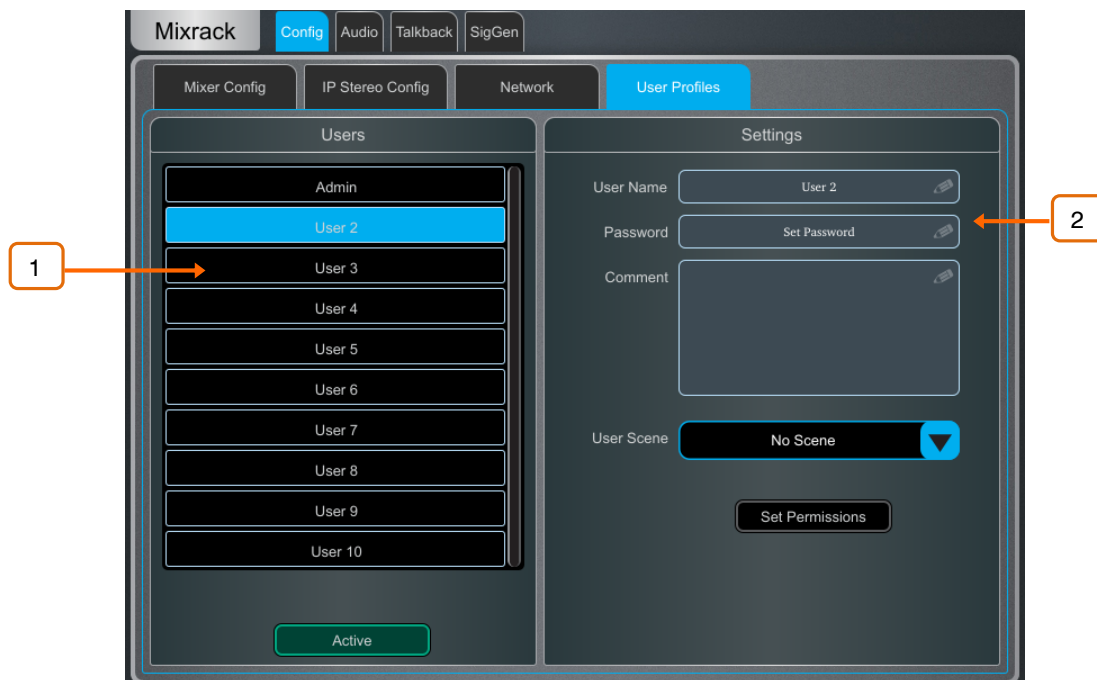 Mixrack
Config
Audio
Talkback
SigGen
Mixer Config
IP Stereo Config
Network
User Profiles
Users
Settings
Admin
User 2
User 3
User 4
User 5
User 6
User 7
User 8
User 9
User 10
Active
User Name
User 2
Password
Set Password
Comment
User Scene
No Scene
Set Permissions
1
2